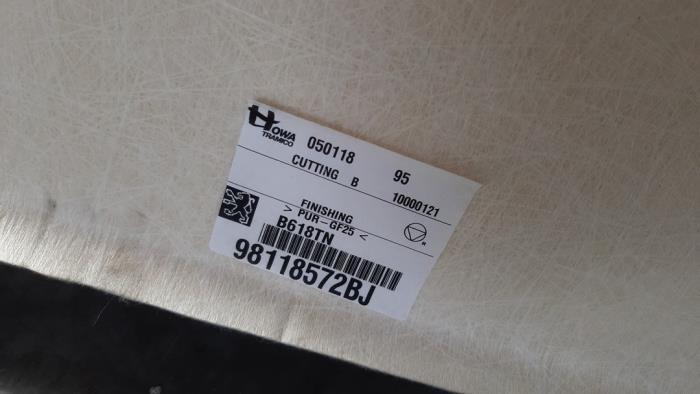 HOWA
TRAMICO
050118 95
CUTTING B 10000121
FINISHING
> PUR-GF25 <
B618TN
98118572BJ